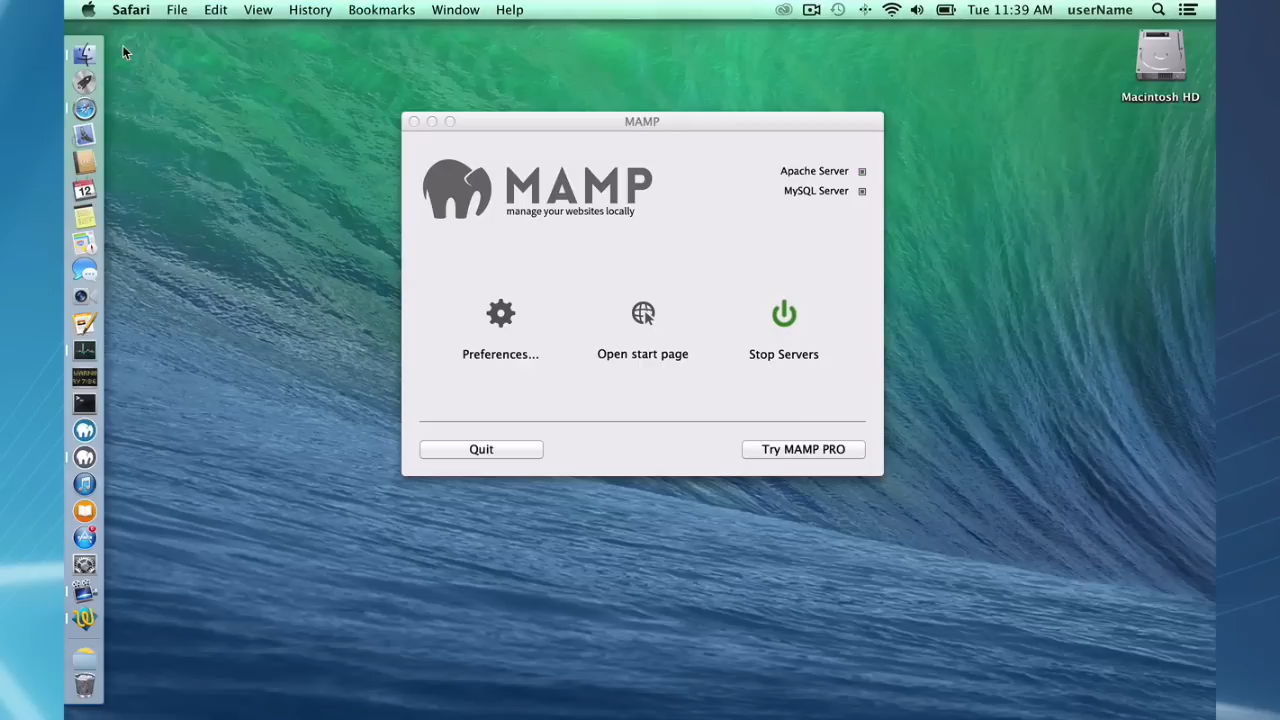 Safari File Edit View History Bookmarks Window Help Tue 11:39 AM userName
Macintosh HD
MAMP
MAMP
manage your websites locally
Apache Server
MySQL Server
Preferences...
Open start page
Stop Servers
Quit
Try MAMP PRO
12